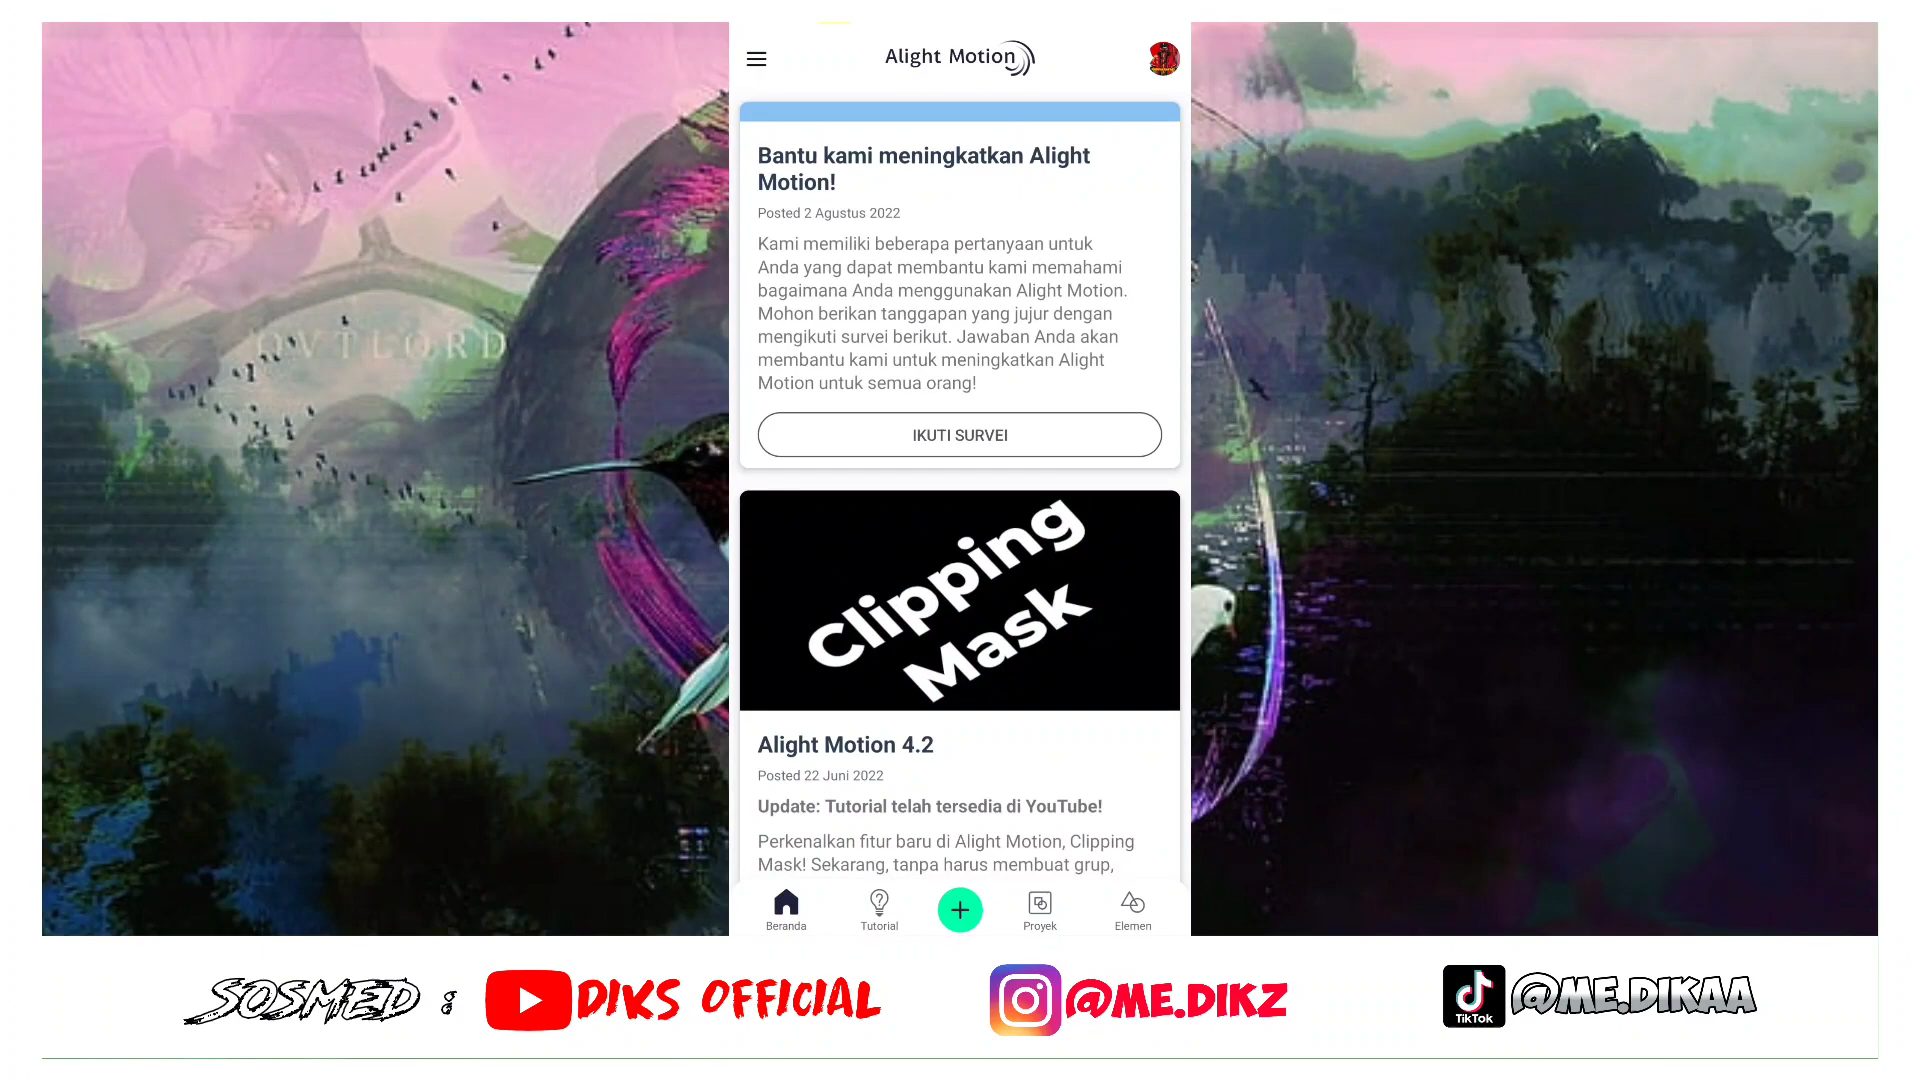 Alight Motion
Bantu kami meningkatkan Alight
Motion!
Posted 2 Agustus 2022
Kami memiliki beberapa pertanyaan untuk
Anda yang dapat membantu kami memahami
bagaimana Anda menggunakan Alight Motion.
Mohon berikan tanggapan yang jujur dengan
mengikuti survei berikut. Jawaban Anda akan
membantu kami untuk meningkatkan Alight
Motion untuk semua orang!
IKUTI SURVEI
OVTLORD
Clipping
Mask
Alight Motion 4.2
Posted 22 Juni 2022
Update: Tutorial telah tersedia di YouTube!
Perkenalkan fitur baru di Alight Motion, Clipping
Mask! Sekarang, tanpa harus membuat grup,
Beranda Tutorial Proyek Elemen
SOSMED : DIKS OFFICIAL @ME.DIKZ TikTok @ME.DIKAA